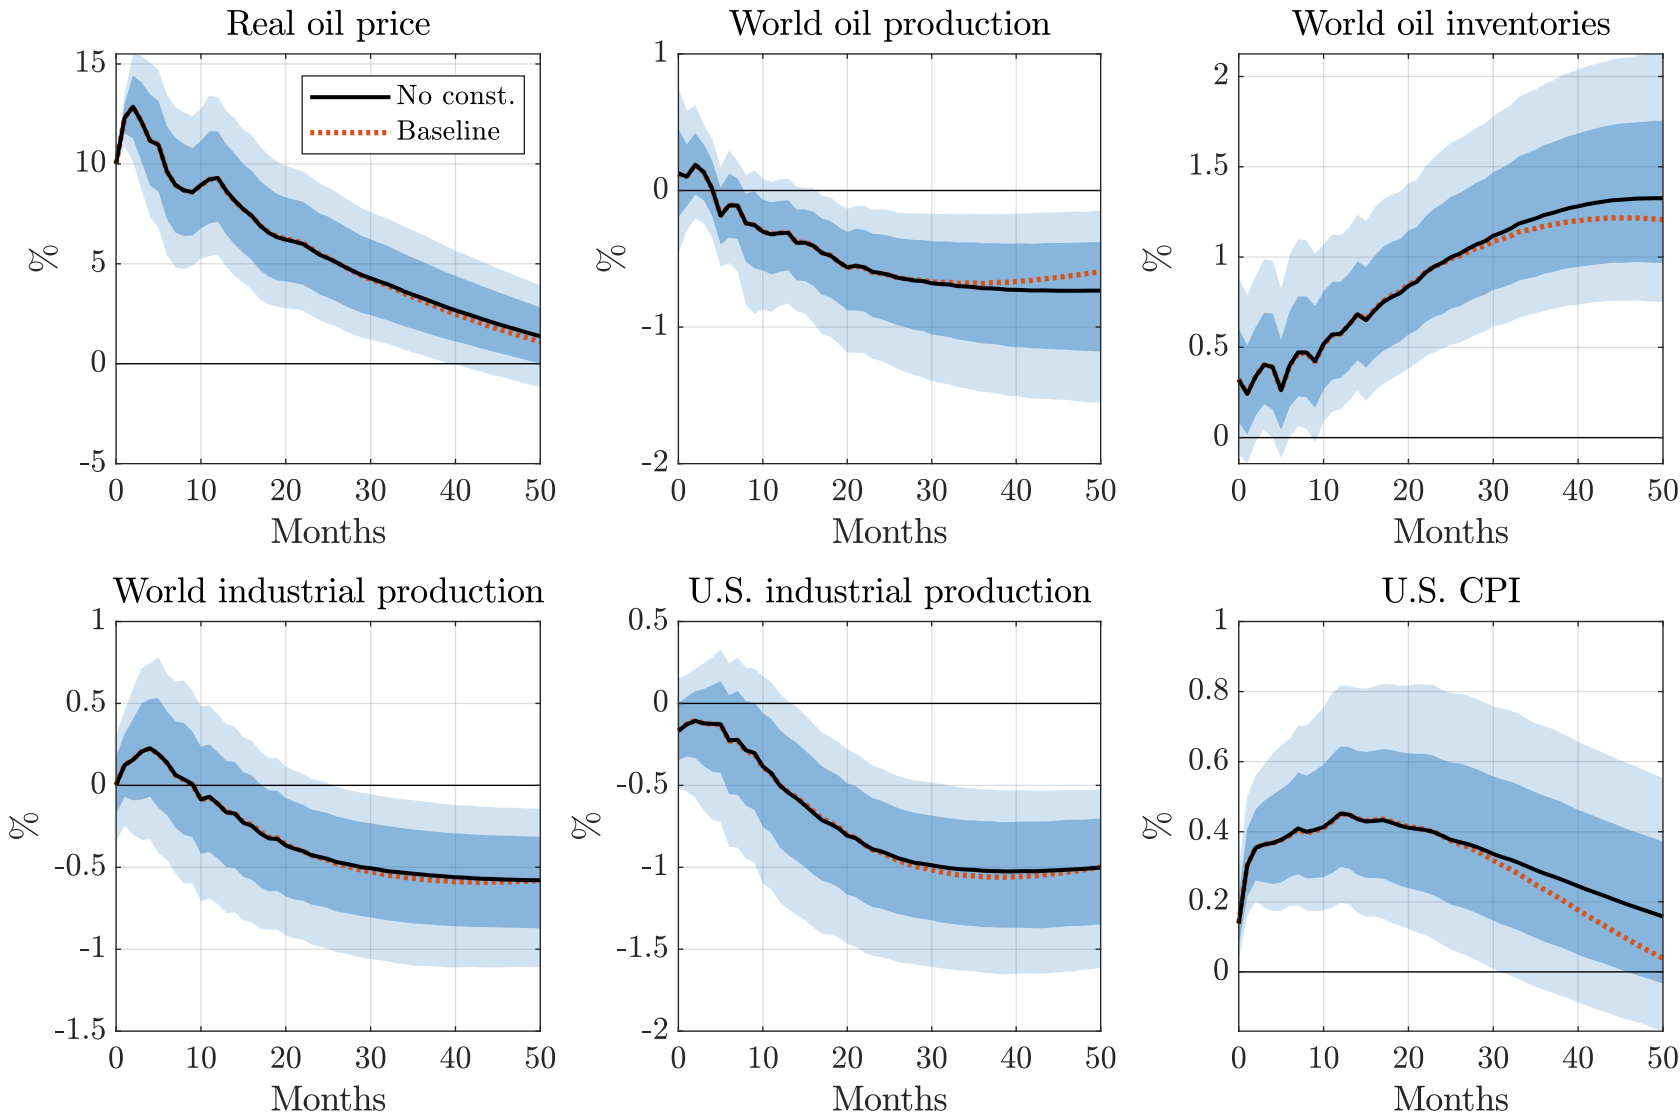 Real oil price
15
10
5
0
-5
%
0 10 20 30 40 50
Months
No const.
Baseline
World oil production
1
0
-1
-2
%
0 10 20 30 40 50
Months
World oil inventories
2
1.5
1
0.5
0
%
0 10 20 30 40 50
Months
World industrial production
1
0.5
0
-0.5
-1
-1.5
%
0 10 20 30 40 50
Months
U.S. industrial production
0.5
0
-0.5
-1
-1.5
-2
%
0 10 20 30 40 50
Months
U.S. CPI
1
0.8
0.6
0.4
0.2
0
%
0 10 20 30 40 50
Months